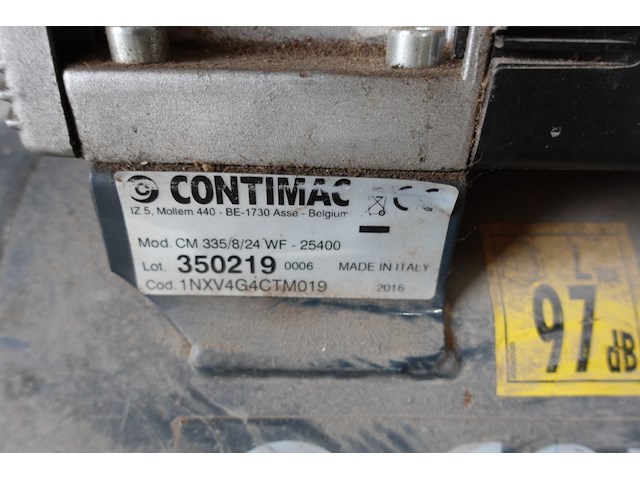 CONTIMAC
IZ 5, Mollem 440 - BE-1730 Asse - Belgium
Mod. CM 335/8/24 WF - 25400
Lot. 350219 0006 MADE IN ITALY
Cod. 1NXV4G4CTM019 2016
L
97
dB